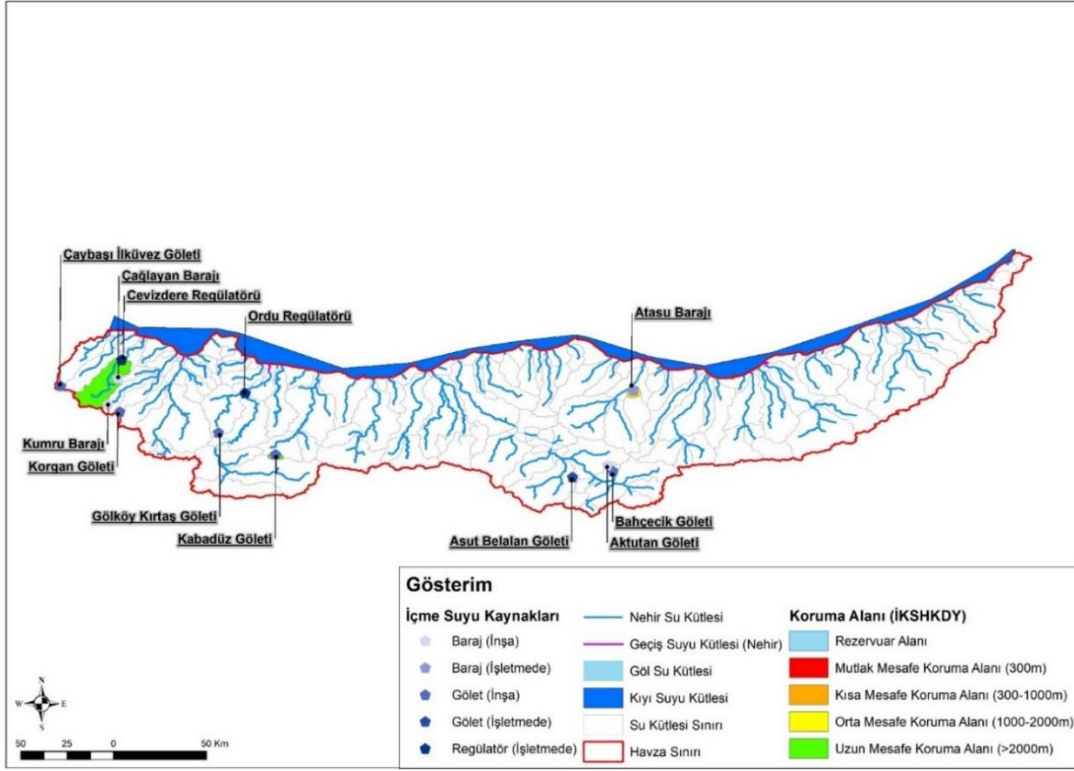 Çaybaşı İlküvez Göleti
Çağlayan Barajı
Cevizdere Regülatörü
Ordu Regülatörü
Atasu Barajı
Kumru Barajı
Korgan Göleti
Gölköy Kırtaş Göleti
Kabadüz Göleti
Asut Belalan Göleti
Bahçecik Göleti
Aktutan Göleti
Gösterim
İçme Suyu Kaynakları
Baraj (İnşa)
Baraj (İşletmede)
Gölet (İnşa)
Gölet (İşletmede)
Regülatör (İşletmede)
Nehir Su Kütlesi
Geçiş Suyu Kütlesi (Nehir)
Göl Su Kütlesi
Kıyı Suyu Kütlesi
Su Kütlesi Sınırı
Havza Sınırı
Koruma Alanı (İKSHKDY)
Rezervuar Alanı
Mutlak Mesafe Koruma Alanı (300m)
Kısa Mesafe Koruma Alanı (300-1000m)
Orta Mesafe Koruma Alanı (1000-2000m)
Uzun Mesafe Koruma Alanı (>2000m)
N
W E
S
50 25 0 50 Km